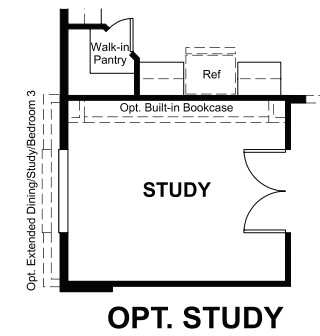 Walk-in
Pantry
Ref
Opt. Built-in Bookcase
Opt. Extended Dining/Study/Bedroom 3
STUDY
OPT. STUDY